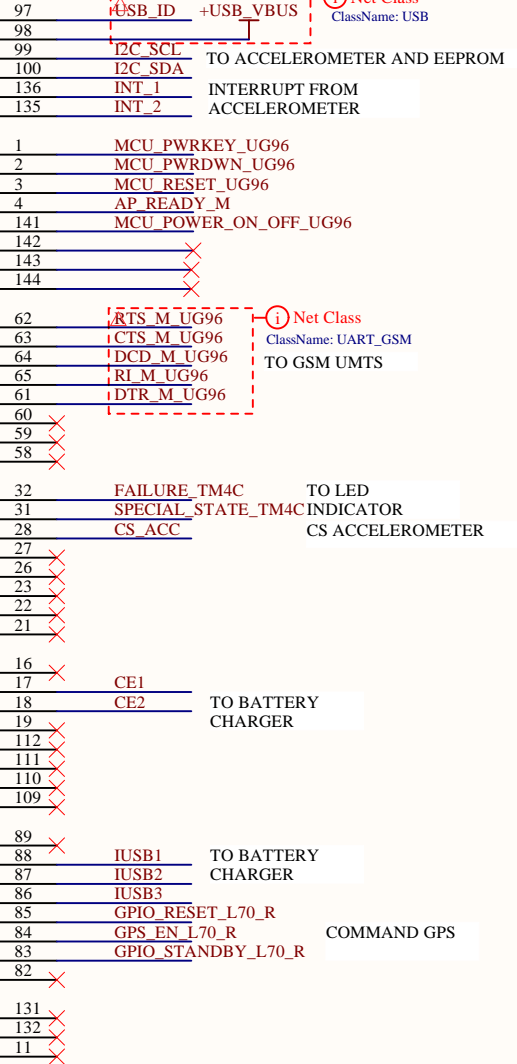 Net Class
97 USB_ID +USB_VBUS ClassName: USB
98
99 I2C_SCL TO ACCELEROMETER AND EEPROM
100 I2C_SDA
136 INT_1 INTERRUPT FROM
135 INT_2 ACCELEROMETER
1 MCU_PWRKEY_UG96
2 MCU_PWRDWN_UG96
3 MCU_RESET_UG96
4 AP_READY_M
141 MCU_POWER_ON_OFF_UG96
142
143
144
62 RTS_M_UG96 i Net Class
63 CTS_M_UG96 ClassName: UART_GSM
64 DCD_M_UG96 TO GSM UMTS
65 RI_M_UG96
61 DTR_M_UG96
60
59
58
32 FAILURE_TM4C TO LED
31 SPECIAL_STATE_TM4C INDICATOR
28 CS_ACC CS ACCELEROMETER
27
26
23
22
21
16
17 CE1
18 CE2 TO BATTERY
19 CHARGER
112
111
110
109
89
88 IUSB1 TO BATTERY
87 IUSB2 CHARGER
86 IUSB3
85 GPIO_RESET_L70_R
84 GPS_EN_L70_R COMMAND GPS
83 GPIO_STANDBY_L70_R
82
131
132
11